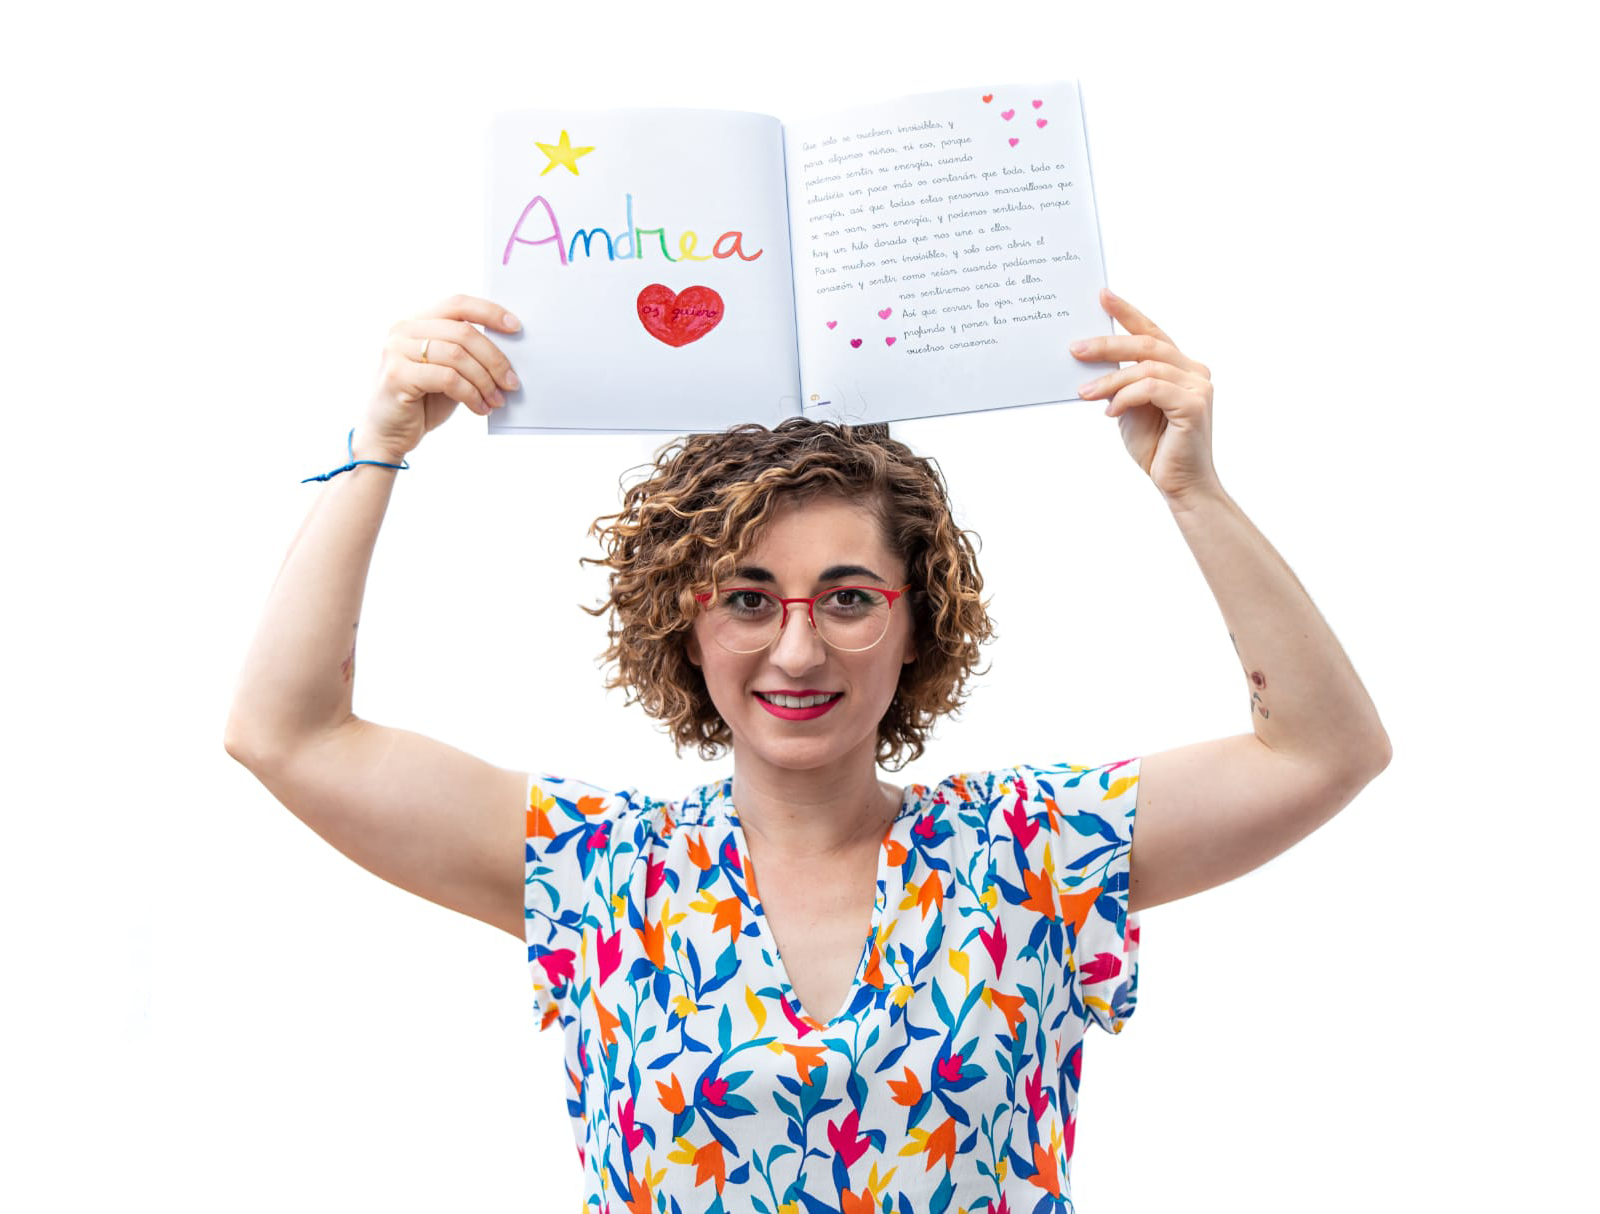 Andrea
os quiero
Que solo se vuelven invisibles, y
para algunos niños, ni eso, porque
podemos sentir su energía, cuando
estudiéis un poco más os contarán que todo, todo es
energía, así que todas estas personas maravillosas que
se nos van, son energía, y podemos sentirlas, porque
hay un hilo dorado que nos une a ellos.
Para muchos son invisibles, y solo con abrir el
corazón y sentir como reían cuando podíamos verles,
nos sentiremos cerca de ellos.
Así que cerrar los ojos, respirar
profundo y poner las manitas en
vuestros corazones.